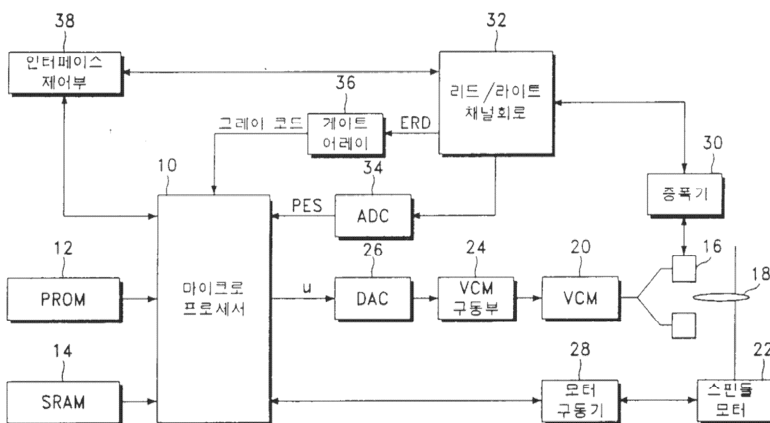 38
인터페이스
제어부
32
리드/라이트
채널회로
36
그레이 코드
게이트
어레이
ERD
10
34
PES
ADC
30
증폭기
12
PROM
마이크로
프로세서
u
26
DAC
24
VCM
구동부
20
VCM
16
18
14
SRAM
28
모터
구동기
22
스핀들
모터